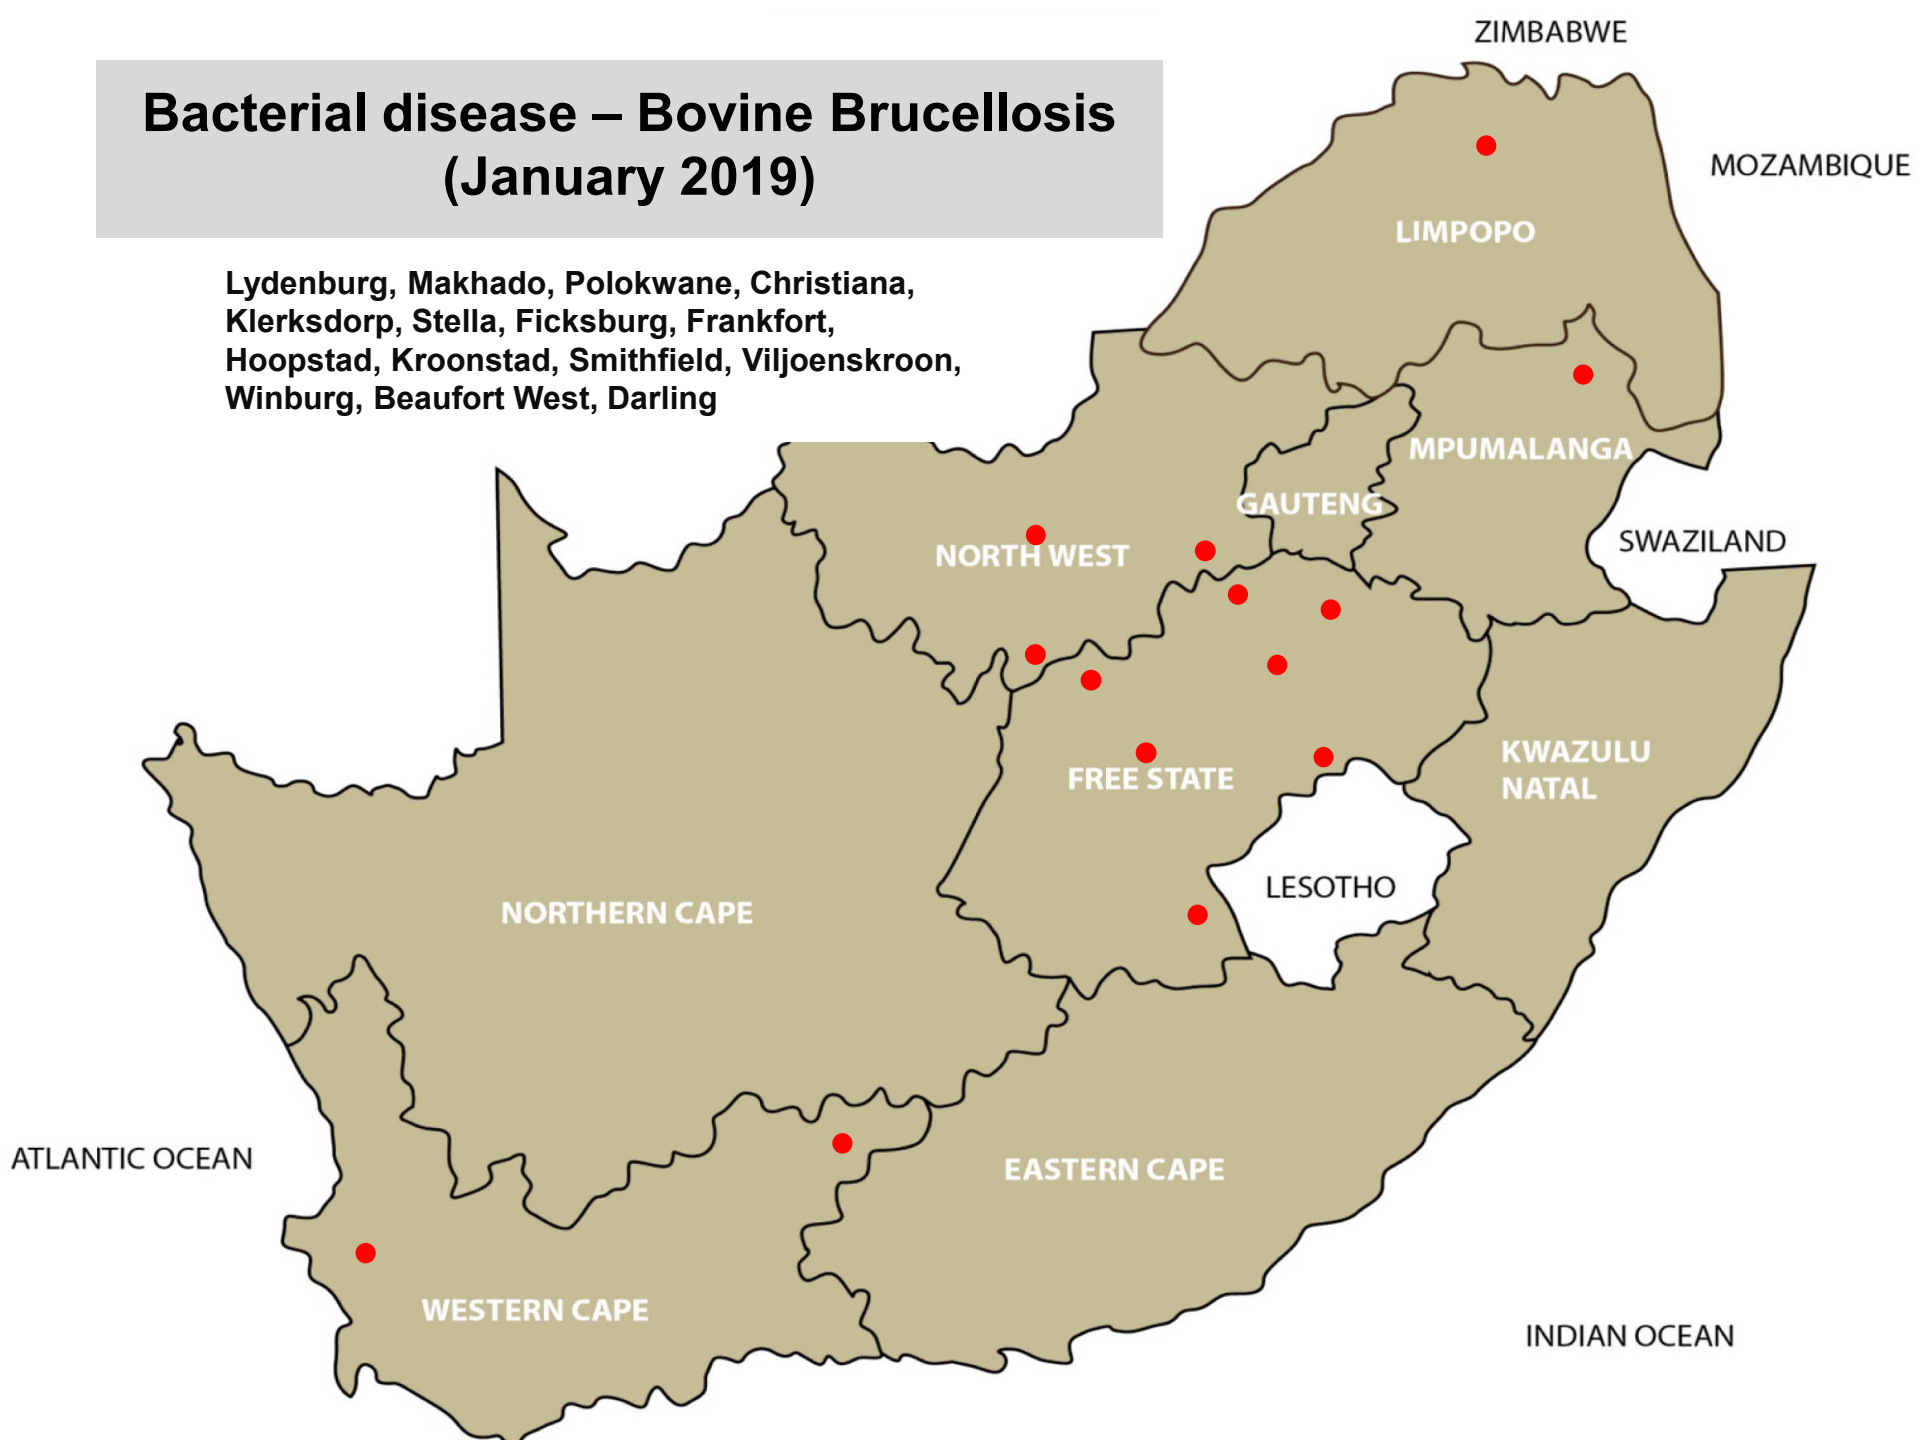 Bacterial disease – Bovine Brucellosis
(January 2019)
Lydenburg, Makhado, Polokwane, Christiana,
Klerksdorp, Stella, Ficksburg, Frankfort,
Hoopstad, Kroonstad, Smithfield, Viljoenskroon,
Winburg, Beaufort West, Darling
ZIMBABWE
MOZAMBIQUE
LIMPOPO
MPUMALANGA
GAUTENG
SWAZILAND
NORTH WEST
KWAZULU
NATAL
FREE STATE
LESOTHO
NORTHERN CAPE
ATLANTIC OCEAN
EASTERN CAPE
WESTERN CAPE
INDIAN OCEAN